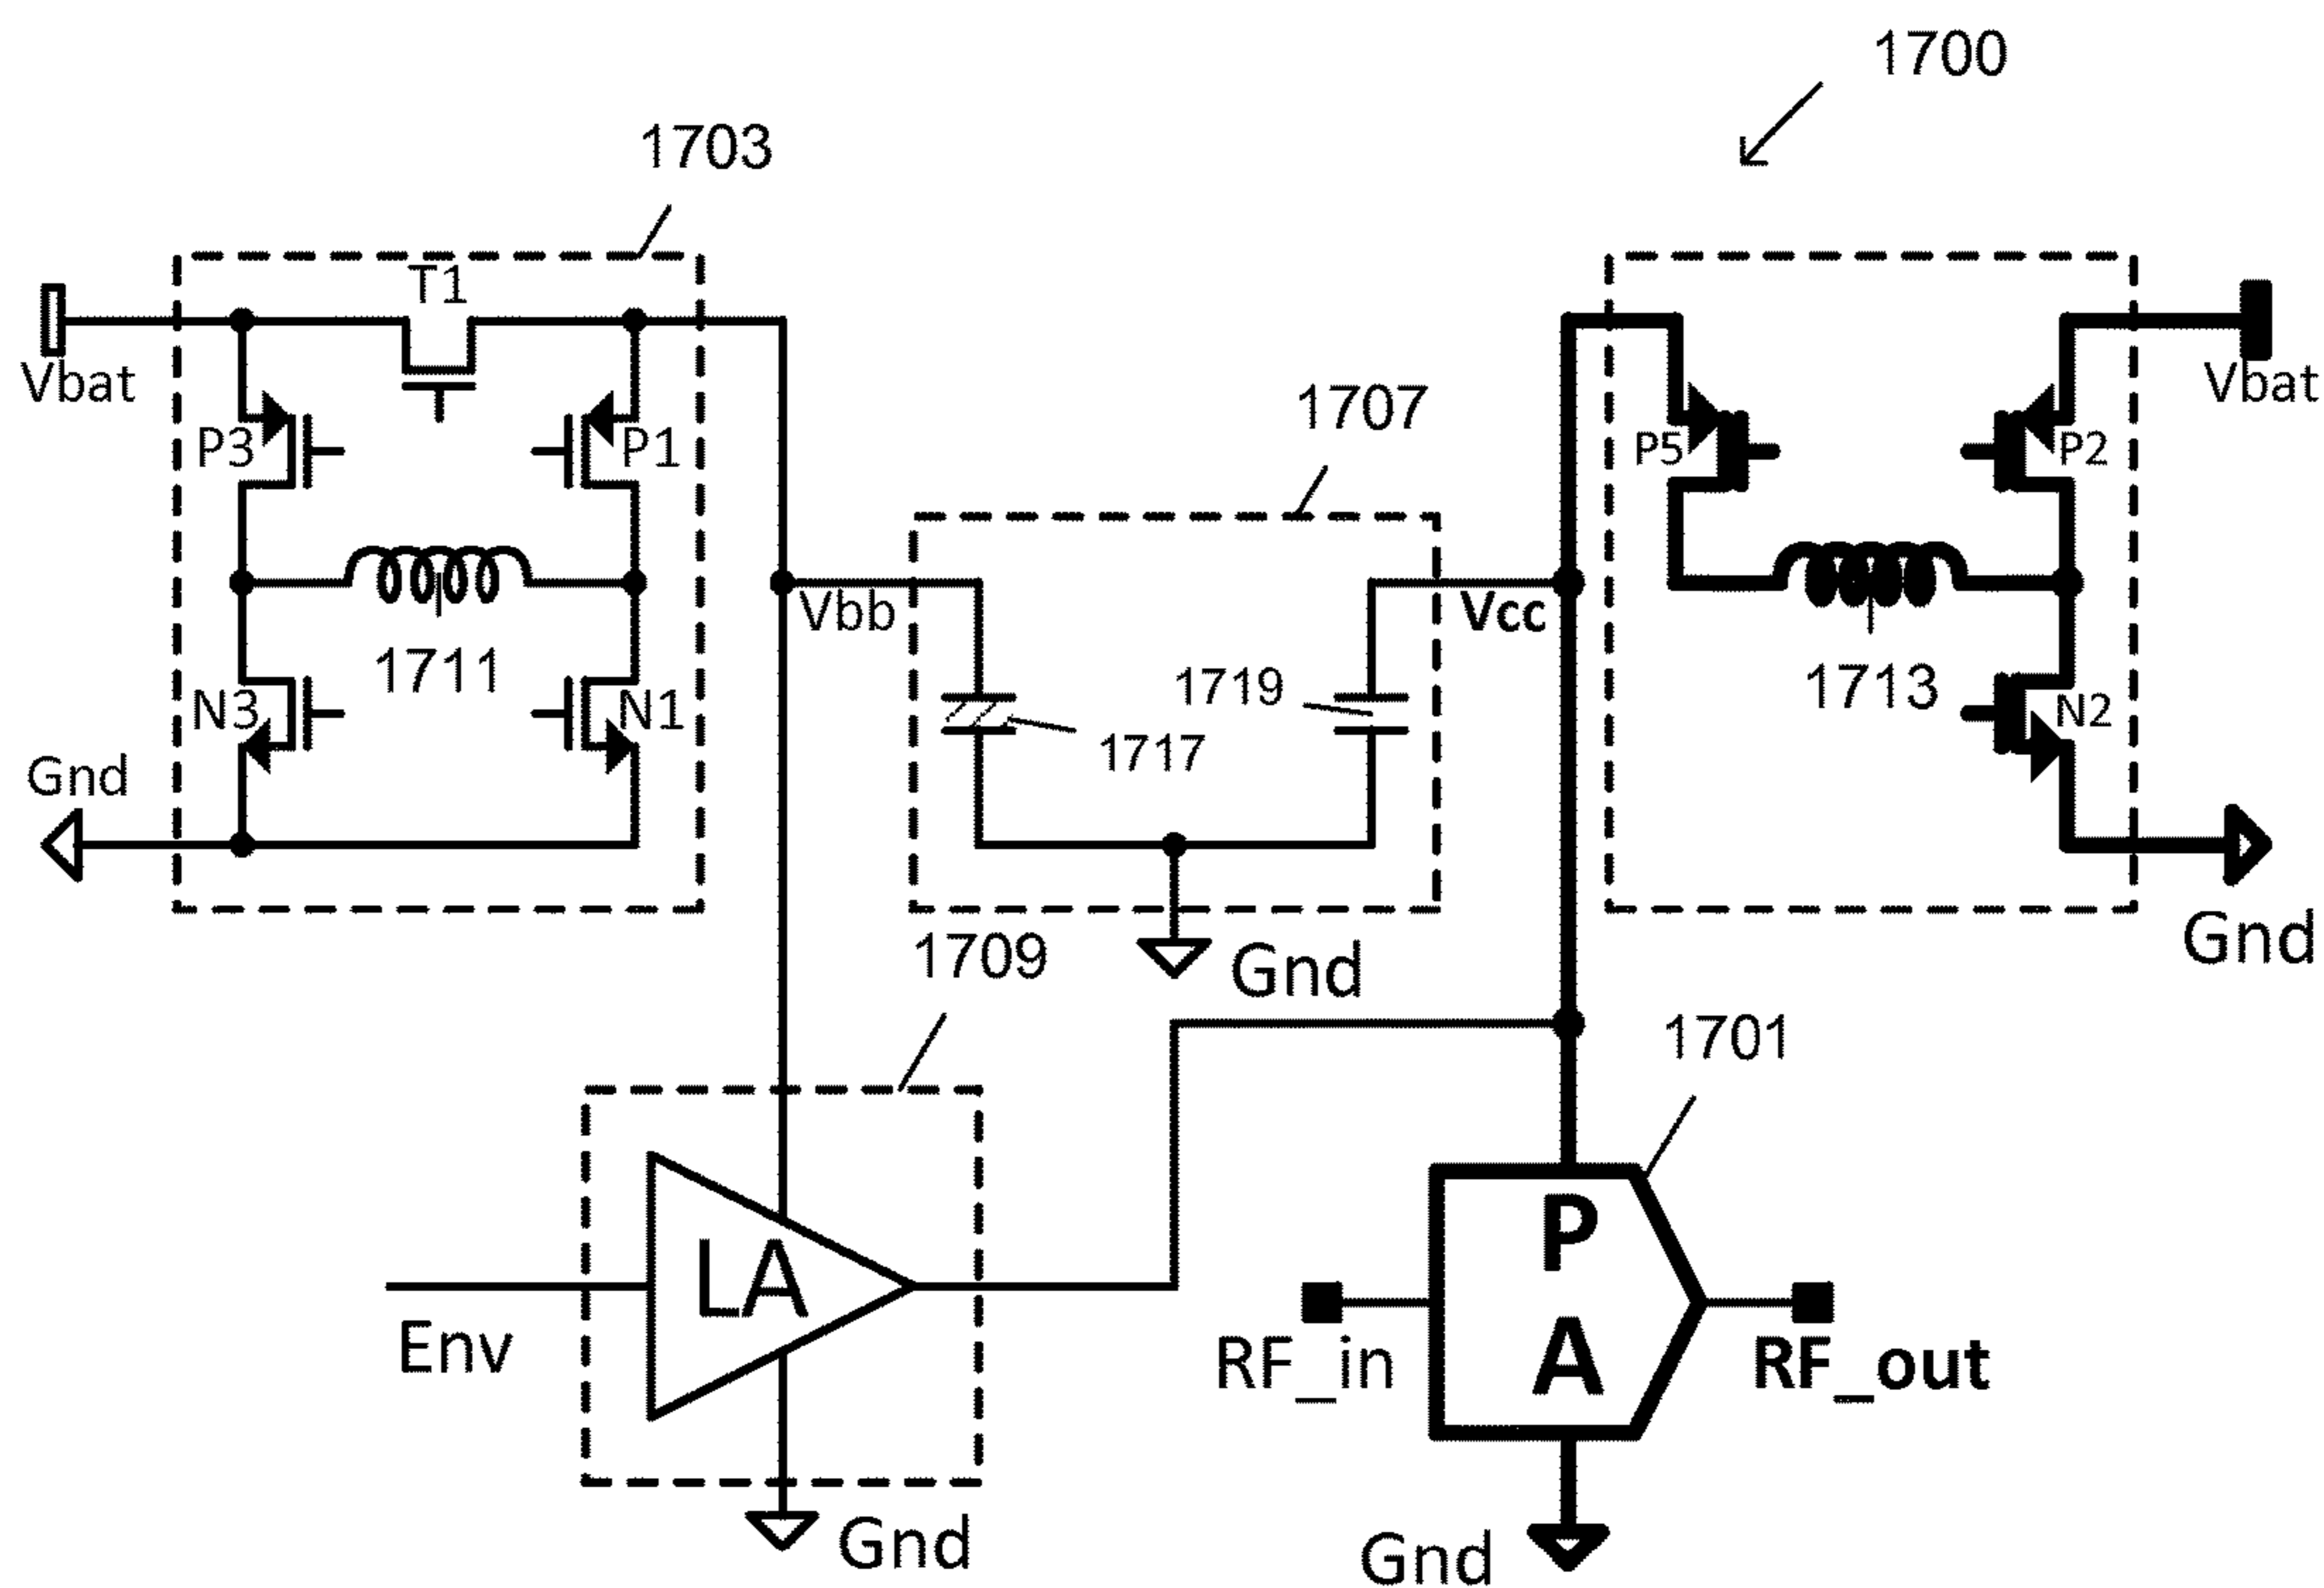 1700
1703
T1
Vbat
Vbat
1707
P3
P1
P5
P2
Vbb
Vcc
1711
1719
1713
N3
N1
N2
1717
Gnd
Gnd
1709
Gnd
1701
P
LA
A
Env
RF_in
RF_out
Gnd
Gnd